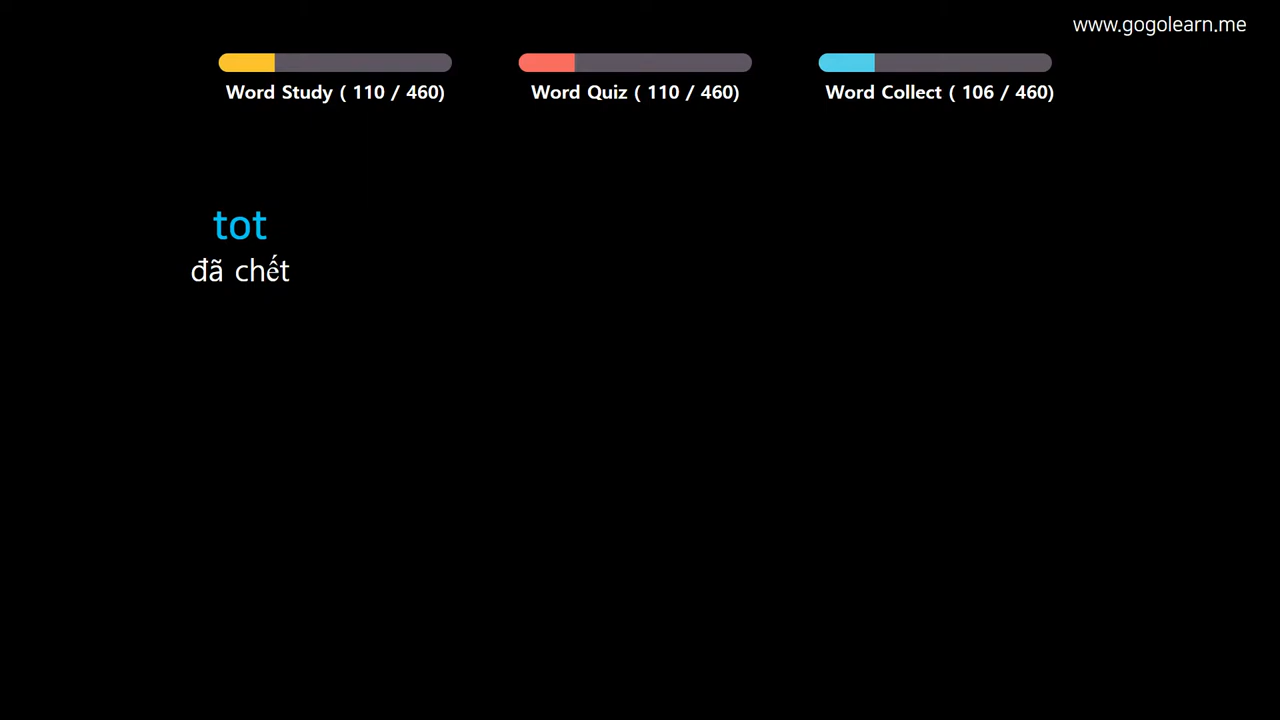 www.gogolearn.me
Word Study ( 110 / 460)
Word Quiz ( 110 / 460)
Word Collect ( 106 / 460)
tot
đã chết